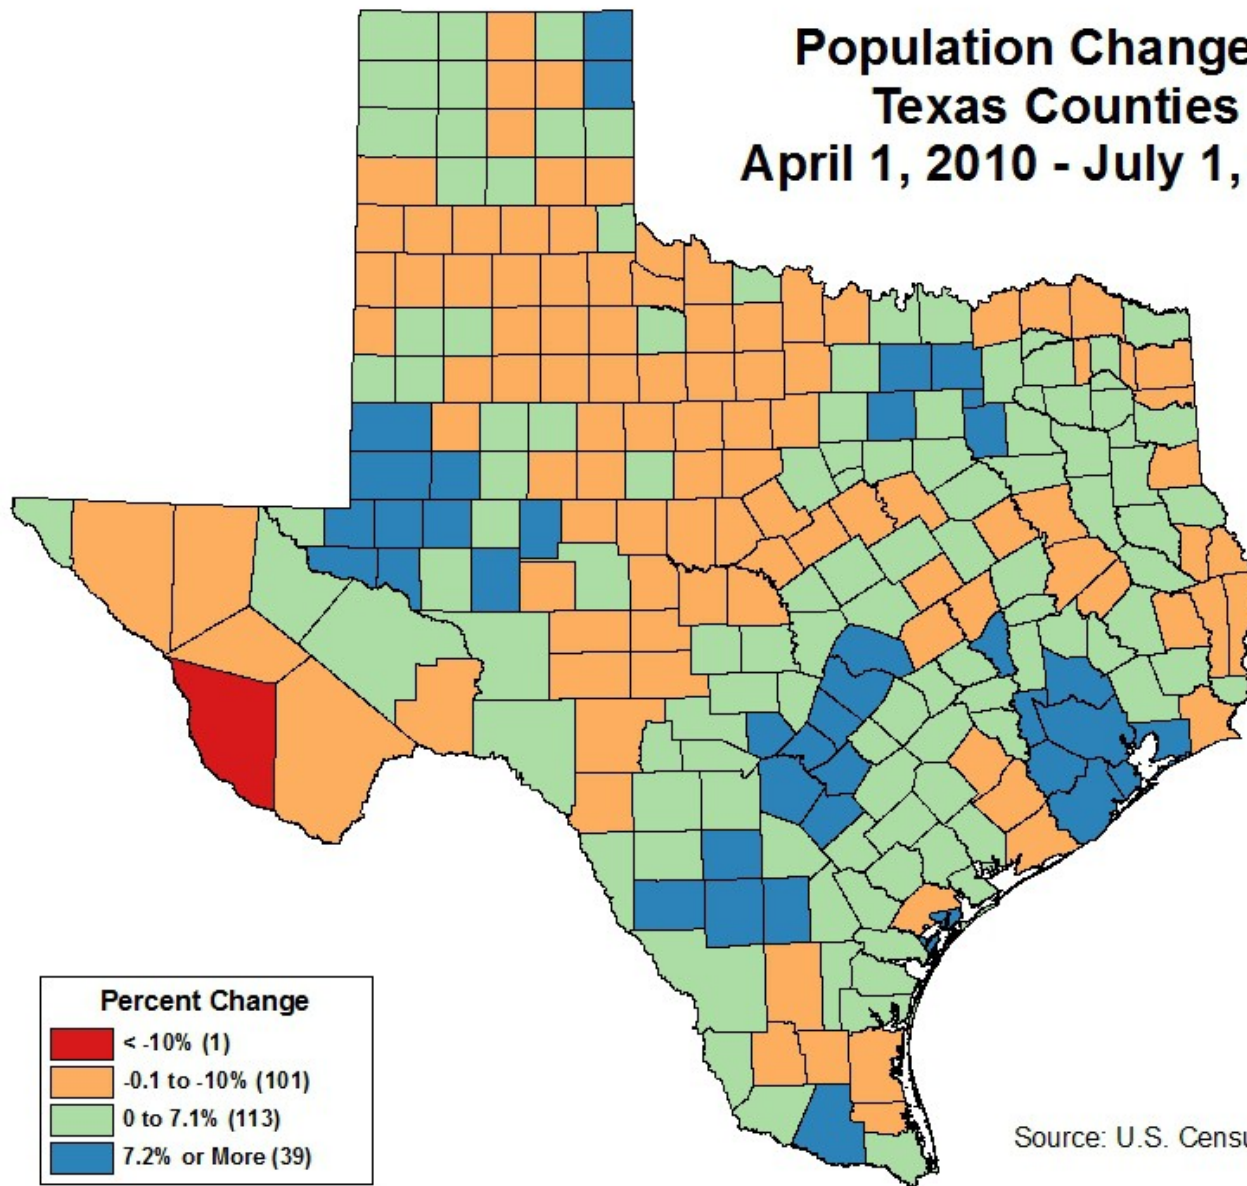 Population Change
Texas Counties
April 1, 2010 - July 1,
Percent Change
< -10% (1)
-0.1 to -10% (101)
0 to 7.1% (113)
7.2% or More (39)
Source: U.S. Censu